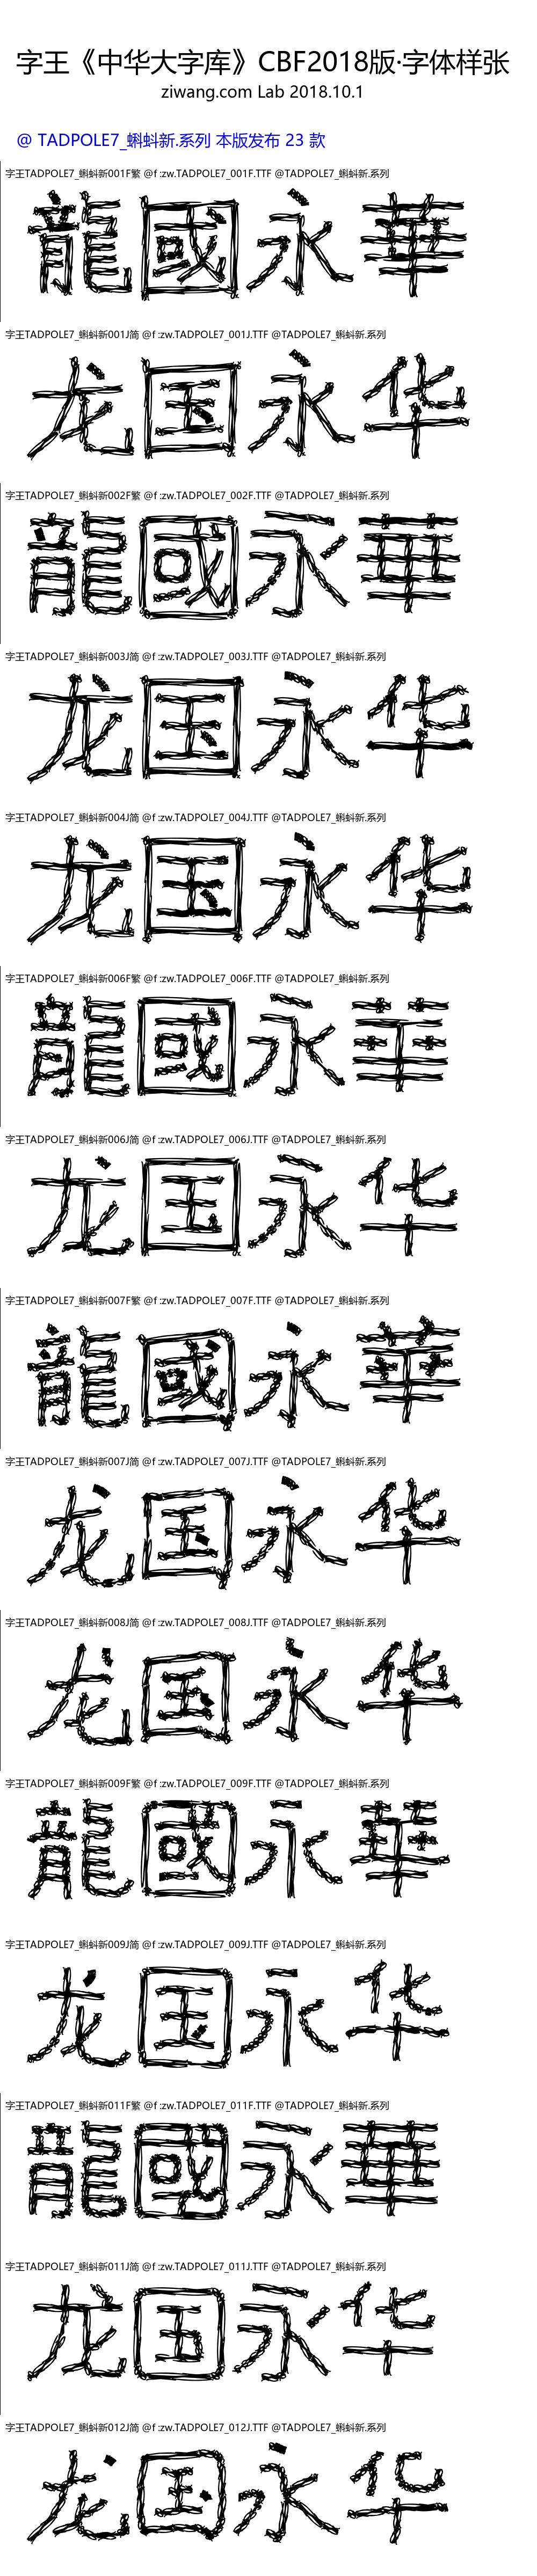 字王《中华大字库》CBF2018版·字体样张
ziwang.com Lab 2018.10.1
@ TADPOLE7_蝌蚪新.系列 本版发布 23 款
字王TADPOLE7_蝌蚪新001F繁 @f :zw.TADPOLE7_001F.TTF @TADPOLE7_蝌蚪新.系列
龍國永華
字王TADPOLE7_蝌蚪新001J简 @f :zw.TADPOLE7_001J.TTF @TADPOLE7_蝌蚪新.系列
龙国永华
字王TADPOLE7_蝌蚪新002F繁 @f :zw.TADPOLE7_002F.TTF @TADPOLE7_蝌蚪新.系列
龍國永華
字王TADPOLE7_蝌蚪新003J简 @f :zw.TADPOLE7_003J.TTF @TADPOLE7_蝌蚪新.系列
龙国永华
字王TADPOLE7_蝌蚪新004J简 @f :zw.TADPOLE7_004J.TTF @TADPOLE7_蝌蚪新.系列
龙国永华
字王TADPOLE7_蝌蚪新006F繁 @f :zw.TADPOLE7_006F.TTF @TADPOLE7_蝌蚪新.系列
龍國永華
字王TADPOLE7_蝌蚪新006J简 @f :zw.TADPOLE7_006J.TTF @TADPOLE7_蝌蚪新.系列
龙国永华
字王TADPOLE7_蝌蚪新007F繁 @f :zw.TADPOLE7_007F.TTF @TADPOLE7_蝌蚪新.系列
龍國永華
字王TADPOLE7_蝌蚪新007J简 @f :zw.TADPOLE7_007J.TTF @TADPOLE7_蝌蚪新.系列
龙国永华
字王TADPOLE7_蝌蚪新008J简 @f :zw.TADPOLE7_008J.TTF @TADPOLE7_蝌蚪新.系列
龙国永华
字王TADPOLE7_蝌蚪新009F繁 @f :zw.TADPOLE7_009F.TTF @TADPOLE7_蝌蚪新.系列
龍國永華
字王TADPOLE7_蝌蚪新009J简 @f :zw.TADPOLE7_009J.TTF @TADPOLE7_蝌蚪新.系列
龙国永华
字王TADPOLE7_蝌蚪新011F繁 @f :zw.TADPOLE7_011F.TTF @TADPOLE7_蝌蚪新.系列
龍國永華
字王TADPOLE7_蝌蚪新011J简 @f :zw.TADPOLE7_011J.TTF @TADPOLE7_蝌蚪新.系列
龙国永华
字王TADPOLE7_蝌蚪新012J简 @f :zw.TADPOLE7_012J.TTF @TADPOLE7_蝌蚪新.系列
龙国永华